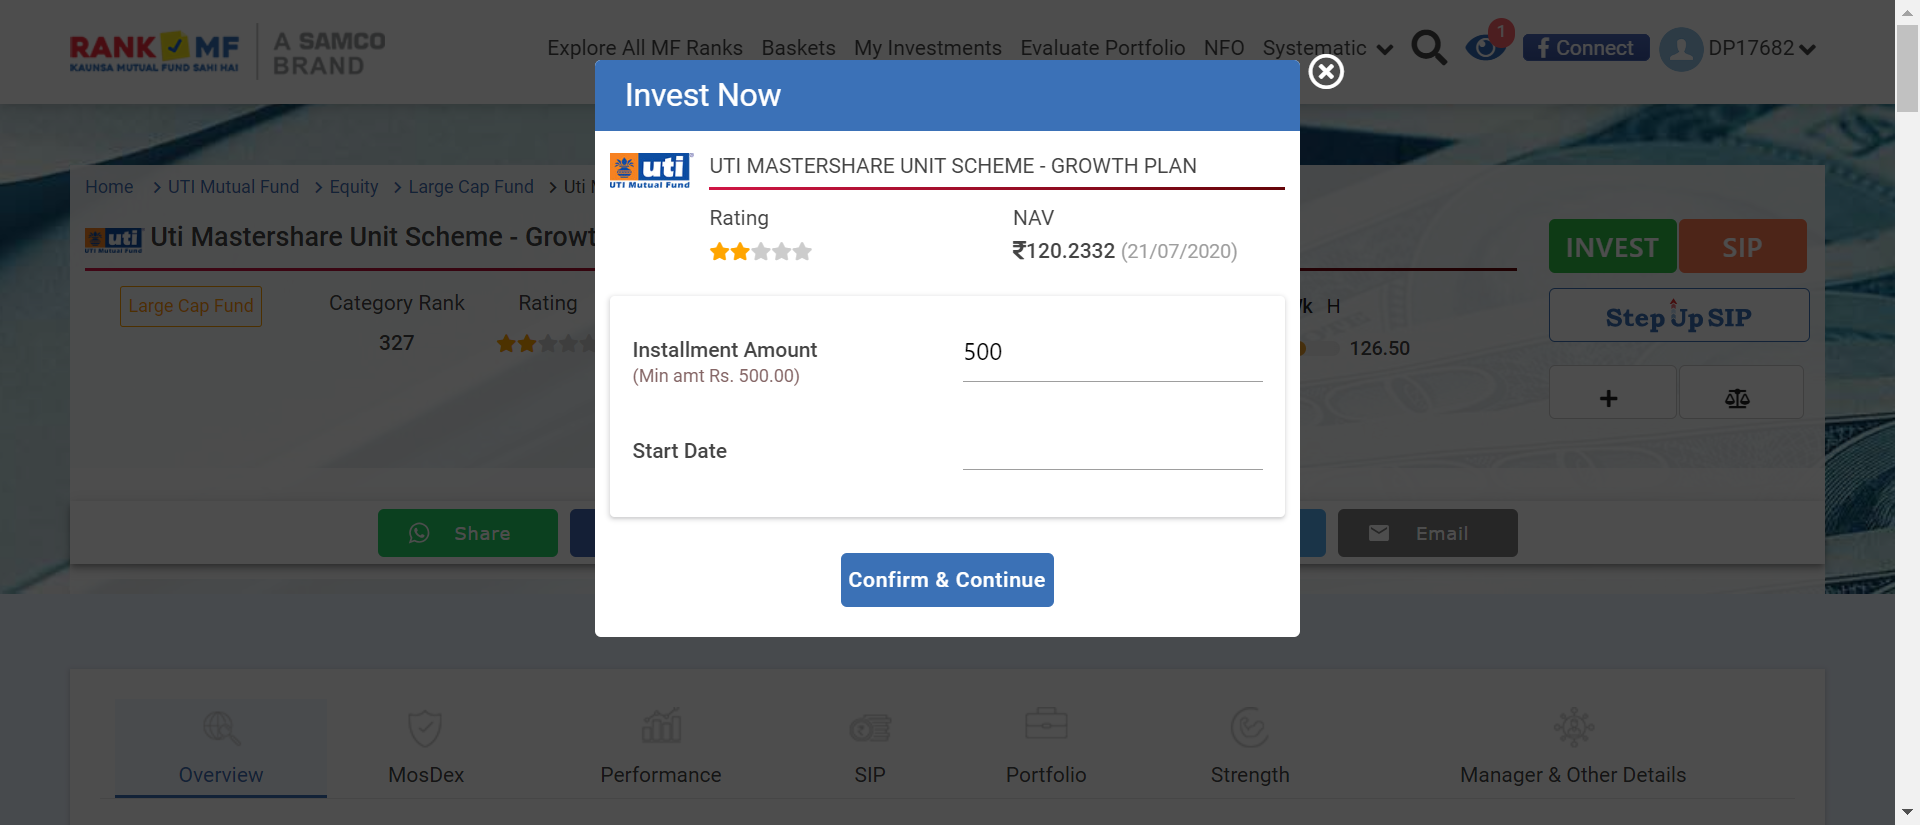 RANK MF
KAUNSA MUTUAL FUND SAHI HAI
A SAMCO
BRAND
Explore All MF Ranks Baskets My Investments Evaluate Portfolio NFO Systematic
1
f Connect
DP17682
Invest Now
uti
UTI Mutual Fund
UTI MASTERSHARE UNIT SCHEME - GROWTH PLAN
Rating
NAV
₹120.2332 (21/07/2020)
Installment Amount
(Min amt Rs. 500.00)
500
Start Date
Confirm & Continue
Home > UTI Mutual Fund > Equity > Large Cap Fund > Uti
uti
UTI Mutual Fund
Uti Mastershare Unit Scheme - Growt
Large Cap Fund
Category Rank
327
Rating
k H
126.50
INVEST
SIP
Step Up SIP
Share
Email
Overview
MosDex
Performance
SIP
Portfolio
Strength
Manager & Other Details